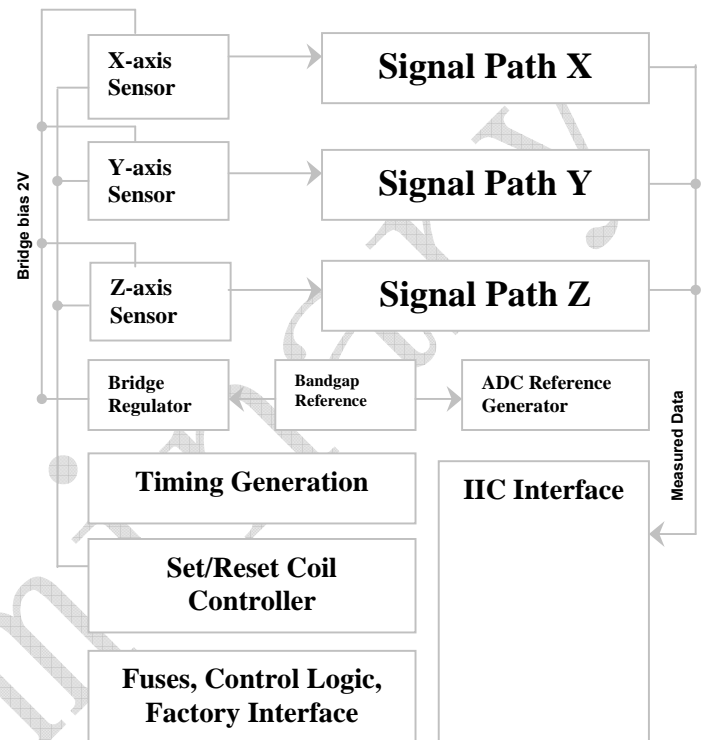 X-axis
Sensor
Signal Path X
Y-axis
Sensor
Signal Path Y
Bridge bias 2V
Z-axis
Sensor
Signal Path Z
Bridge
Regulator
Bandgap
Reference
ADC Reference
Generator
Measured Data
Timing Generation
IIC Interface
Set/Reset Coil
Controller
Fuses, Control Logic,
Factory Interface